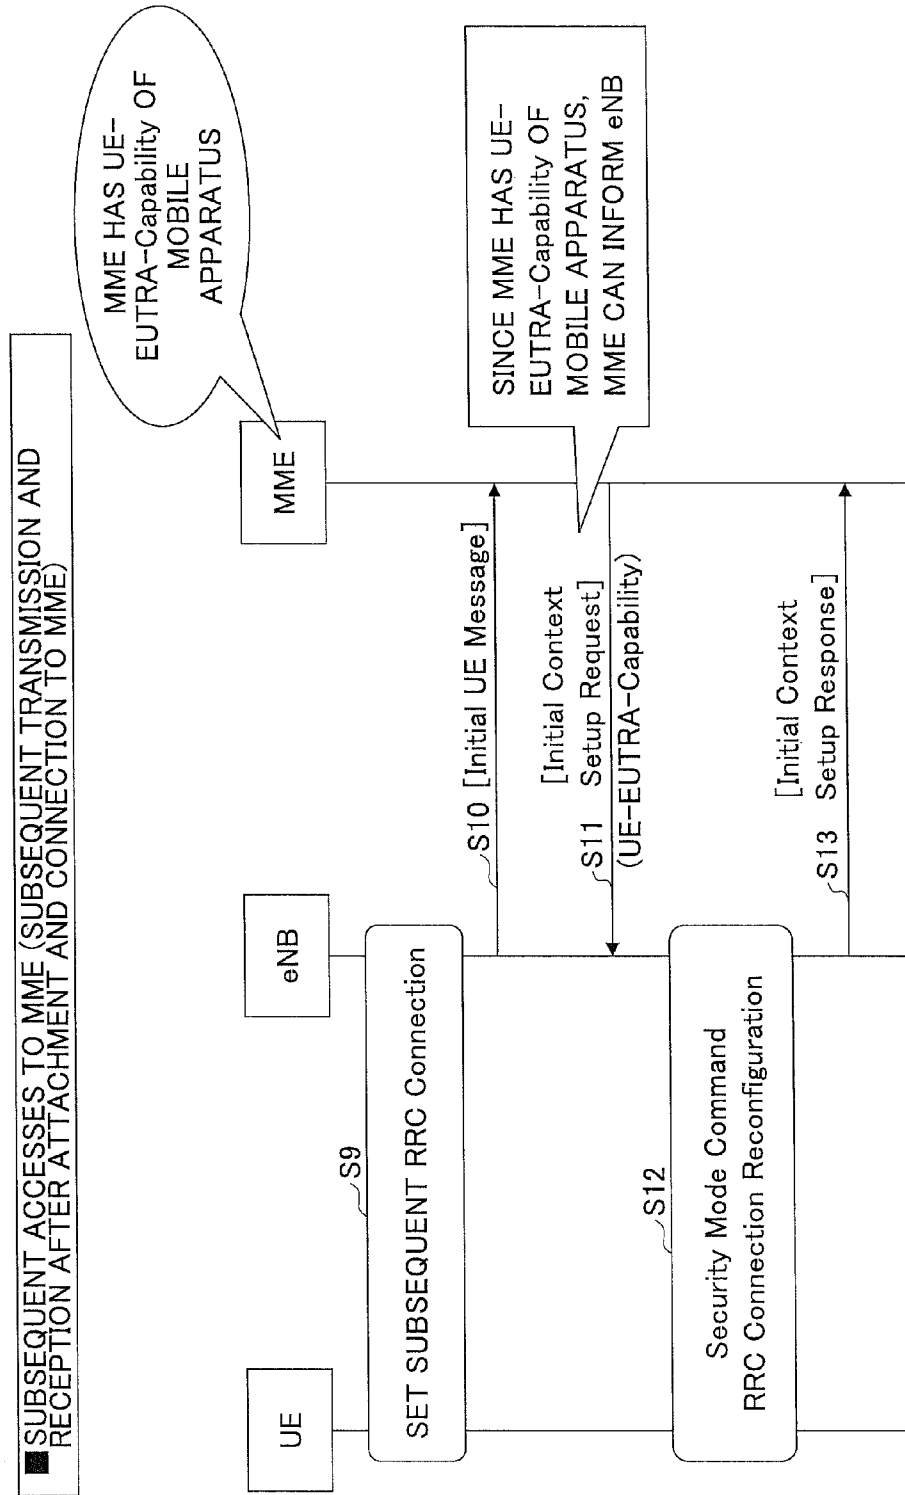 ■SUBSEQUENT ACCESSES TO MME (SUBSEQUENT TRANSMISSION AND
RECEPTION AFTER ATTACHMENT AND CONNECTION TO MME)
MME HAS UE-
EUTRA-Capability OF
MOBILE
APPARATUS
UE
eNB
MME
S9
SET SUBSEQUENT RRC Connection
S10 [Initial UE Message]
SINCE MME HAS UE-
EUTRA-Capability OF
MOBILE APPARATUS,
MME CAN INFORM eNB
[Initial Context
S11 Setup Request]
(UE-EUTRA-Capability)
S12
Security Mode Command
RRC Connection Reconfiguration
[Initial Context
S13 Setup Response]